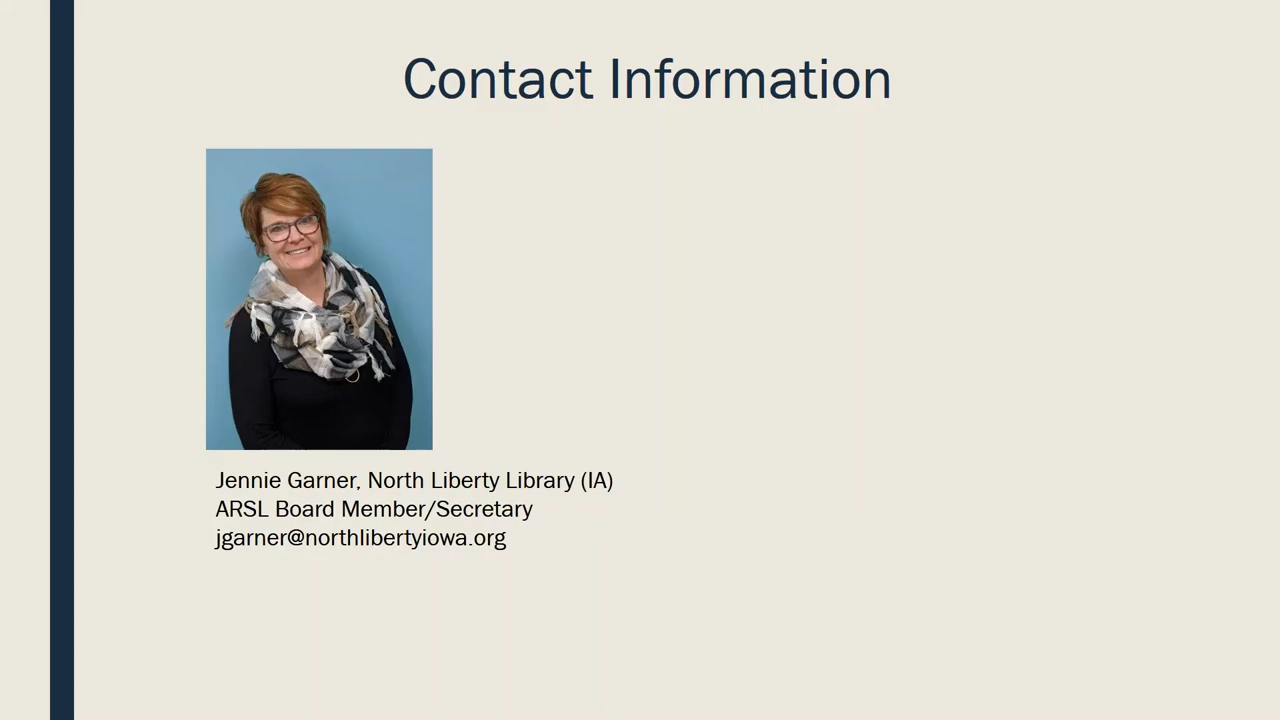 Contact Information
Jennie Garner, North Liberty Library (IA)
ARSL Board Member/Secretary
jgarner@northlibertyiowa.org